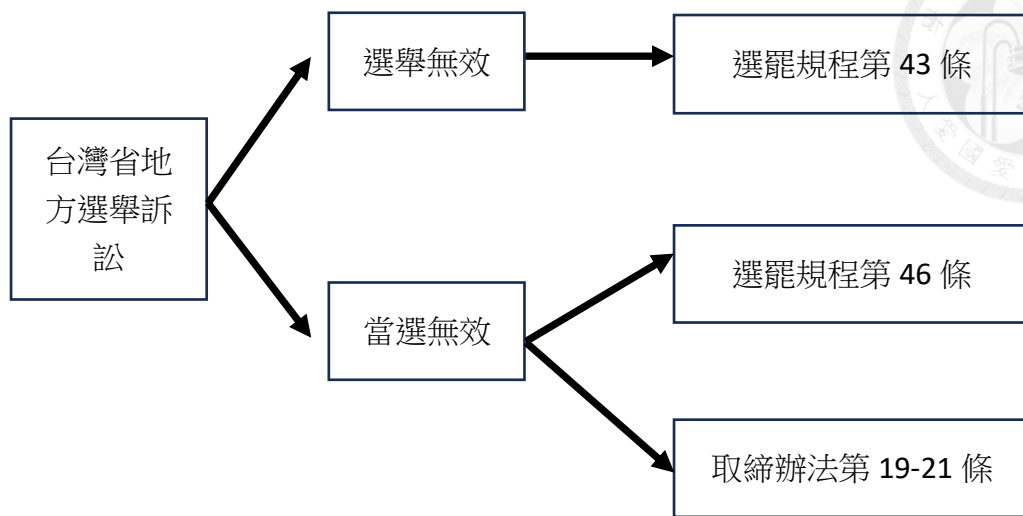 選舉無效
選罷規程第 43 條
台灣省地
方選舉訴
訟
選罷規程第 46 條
當選無效
取締辦法第 19-21 條